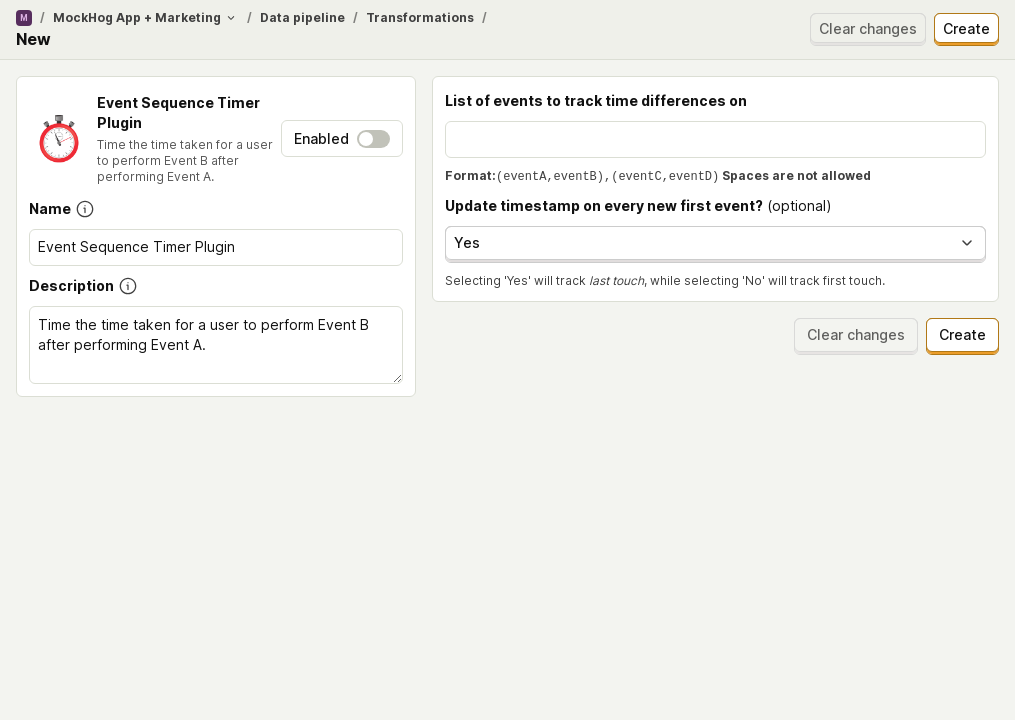 M / MockHog App + Marketing / Data pipeline / Transformations /
New
Clear changes
Create
Event Sequence Timer
Plugin
Time the time taken for a user
to perform Event B after
performing Event A.
Enabled
Name
Event Sequence Timer Plugin
Description
Time the time taken for a user to perform Event B
after performing Event A.
List of events to track time differences on
Format:(eventA,eventB),(eventC,eventD) Spaces are not allowed
Update timestamp on every new first event? (optional)
Yes
Selecting 'Yes' will track last touch, while selecting 'No' will track first touch.
Clear changes
Create